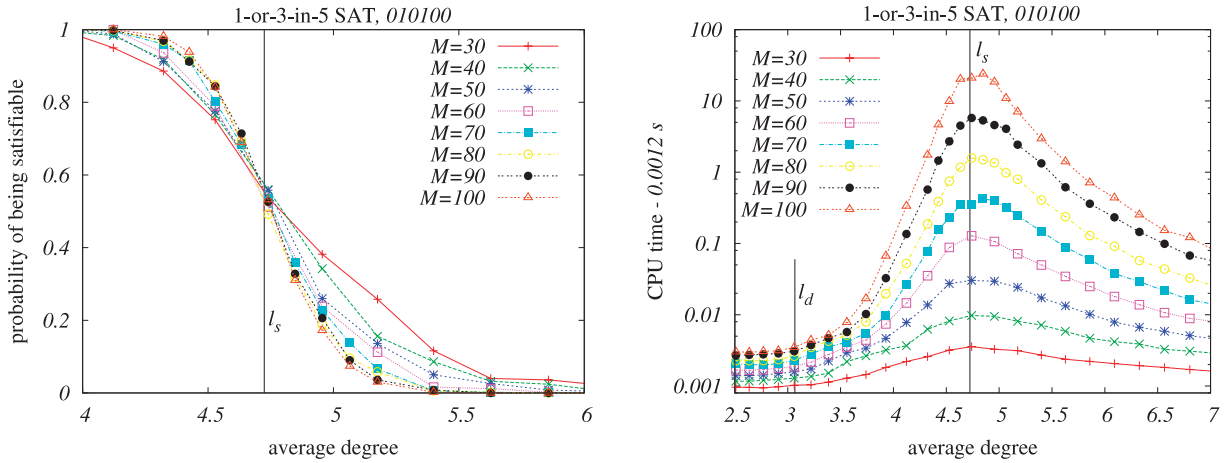 1-or-3-in-5 SAT, 010100
probability of being satisfiable
1
0.8
0.6
0.4
0.2
0
4
4.5
5
5.5
6
average degree
l_s
M=30
M=40
M=50
M=60
M=70
M=80
M=90
M=100
1-or-3-in-5 SAT, 010100
CPU time - 0.0012 s
100
10
1
0.1
0.01
0.001
2.5
3
3.5
4
4.5
5
5.5
6
6.5
7
average degree
l_s
l_d
M=30
M=40
M=50
M=60
M=70
M=80
M=90
M=100